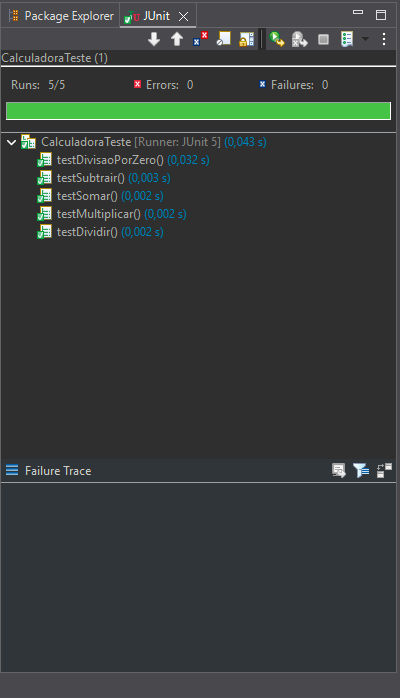 Package Explorer JUnit
CalculadoraTeste (1)
Runs: 5/5 Errors: 0 Failures: 0
CalculadoraTeste [Runner: JUnit 5] (0,043 s)
testDivisaoPorZero() (0,032 s)
testSubtrair() (0,003 s)
testSomar() (0,002 s)
testMultiplicar() (0,002 s)
testDividir() (0,002 s)
Failure Trace